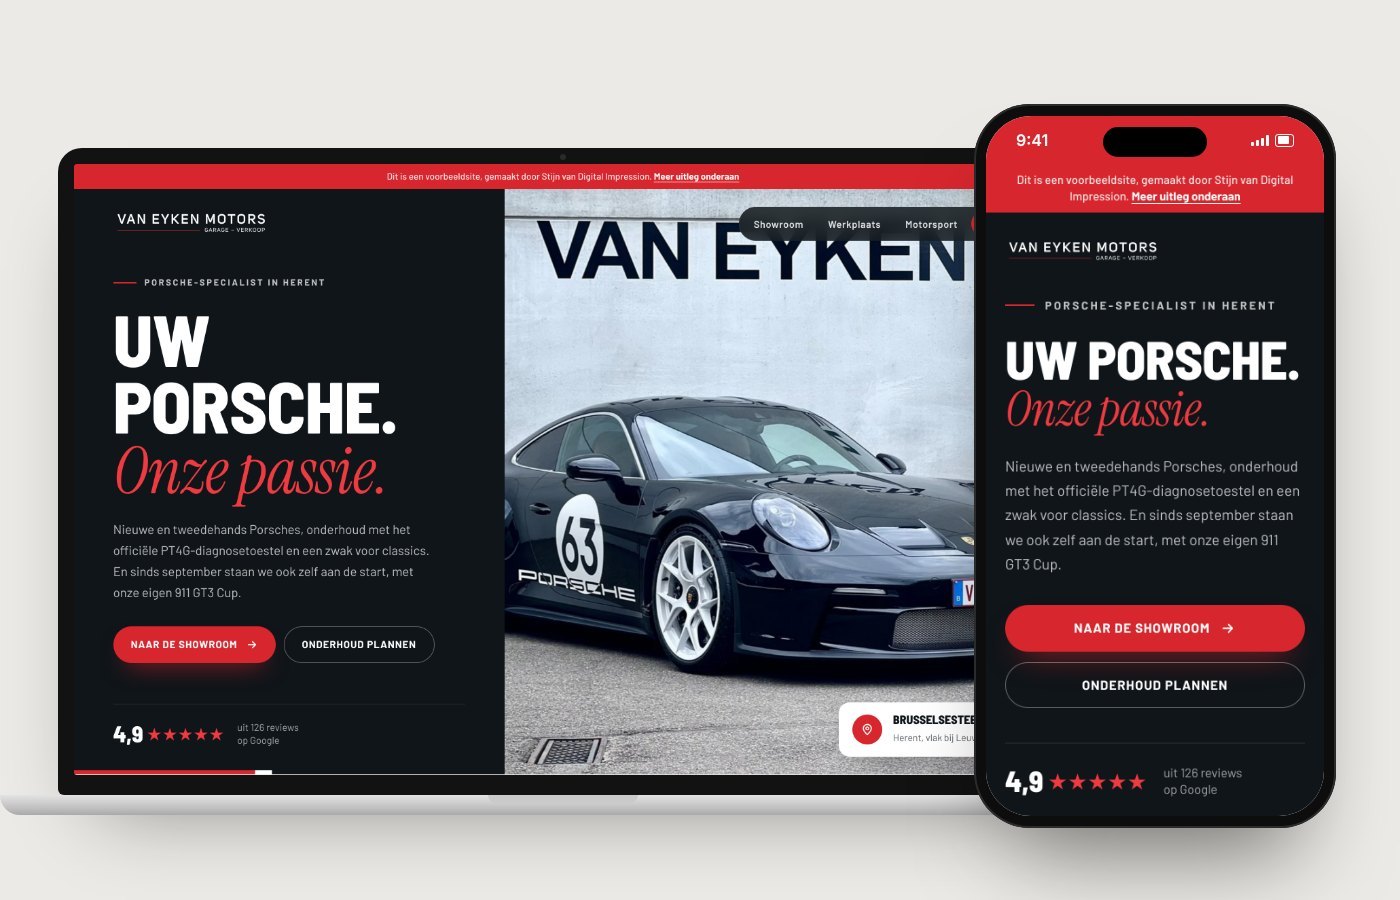 Dit is een voorbeeldsite, gemaakt door Stijn van Digital Impression. Meer uitleg onderaan
VAN EYKEN MOTORS
GARAGE - VERKOOP
Showroom
Werkplaats
Motorsport
VAN EYKEN
PORSCHE-SPECIALIST IN HERENT
UW
PORSCHE.
Onze passie.
Nieuwe en tweedehands Porsches, onderhoud met het
officiële PT4G-diagnosetoestel en een zwak voor classics.
En sinds september staan we ook zelf aan de start, met
onze eigen 911 GT3 Cup.
NAAR DE SHOWROOM →
ONDERHOUD PLANNEN
4,9 ★★★★★
uit 126 reviews
op Google
63
PORSCHE
B
BRUSSELSESTEE
Herent, vlak bij Leu
9:41
Dit is een voorbeeldsite, gemaakt door Stijn van Digital
Impression. Meer uitleg onderaan
VAN EYKEN MOTORS
GARAGE - VERKOOP
PORSCHE-SPECIALIST IN HERENT
UW PORSCHE.
Onze passie.
Nieuwe en tweedehands Porsches, onderhoud
met het officiële PT4G-diagnosetoestel en een
zwak voor classics. En sinds september staan
we ook zelf aan de start, met onze eigen 911
GT3 Cup.
NAAR DE SHOWROOM →
ONDERHOUD PLANNEN
4,9 ★★★★★
uit 126 reviews
op Google